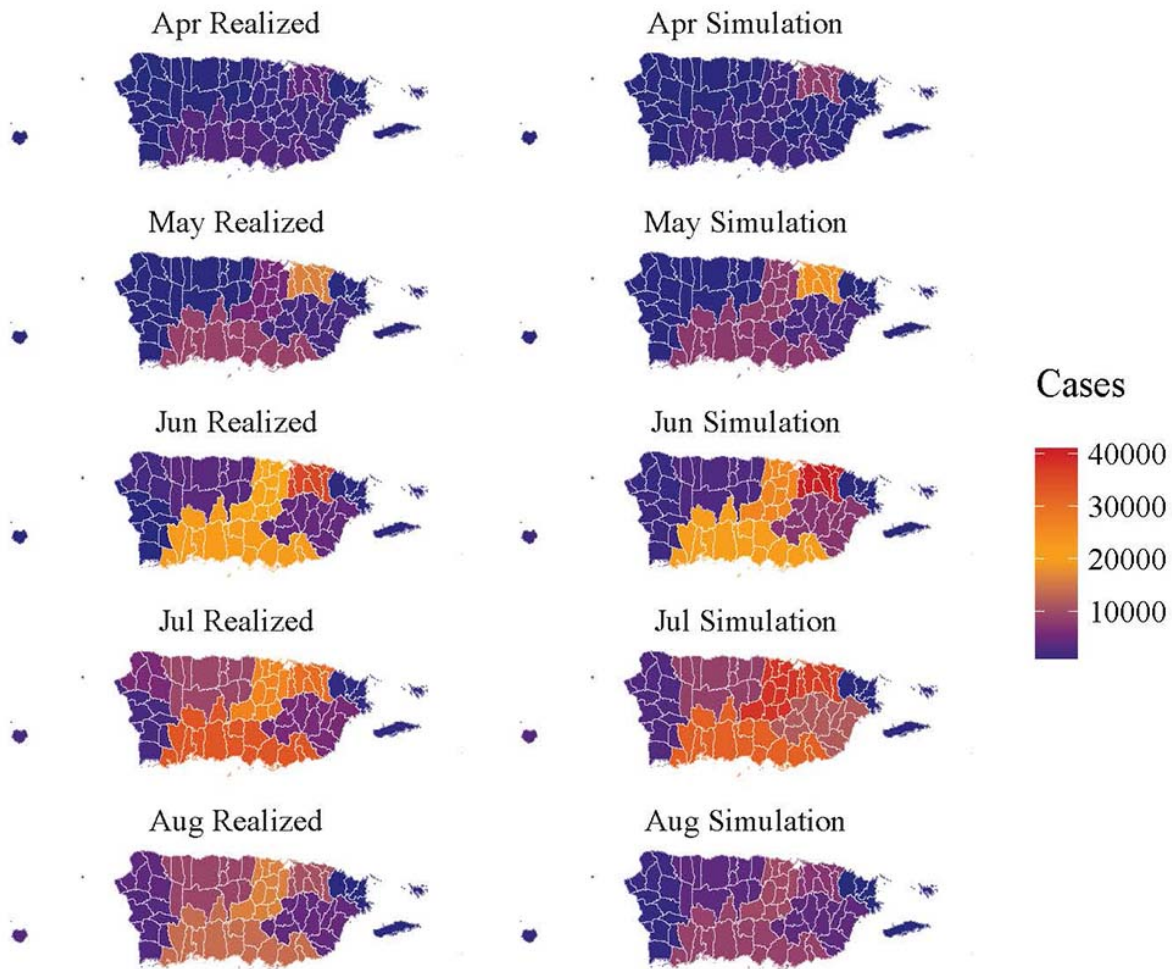 Apr Realized
Apr Simulation
May Realized
May Simulation
Jun Realized
Jun Simulation
Jul Realized
Jul Simulation
Aug Realized
Aug Simulation
Cases
40000
30000
20000
10000